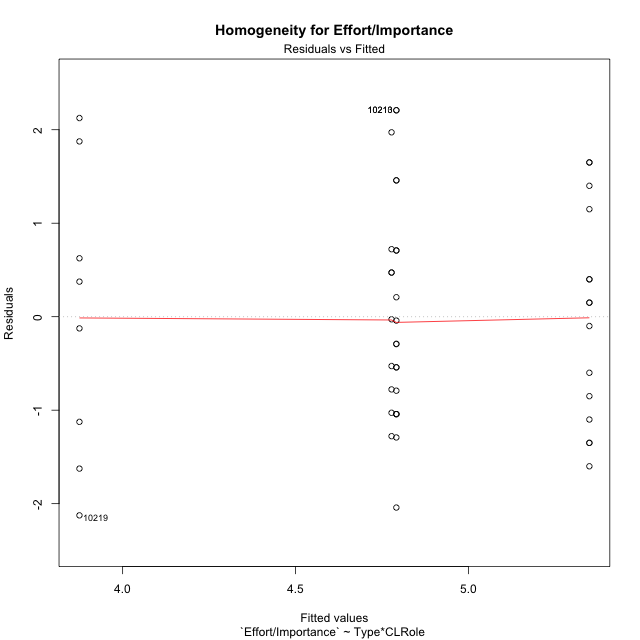 Homogeneity for Effort/Importance
Residuals vs Fitted
2
1
0
-1
-2
Residuals
10219
4.0
4.5
5.0
Fitted values
`Effort/Importance` ~ Type*CLRole